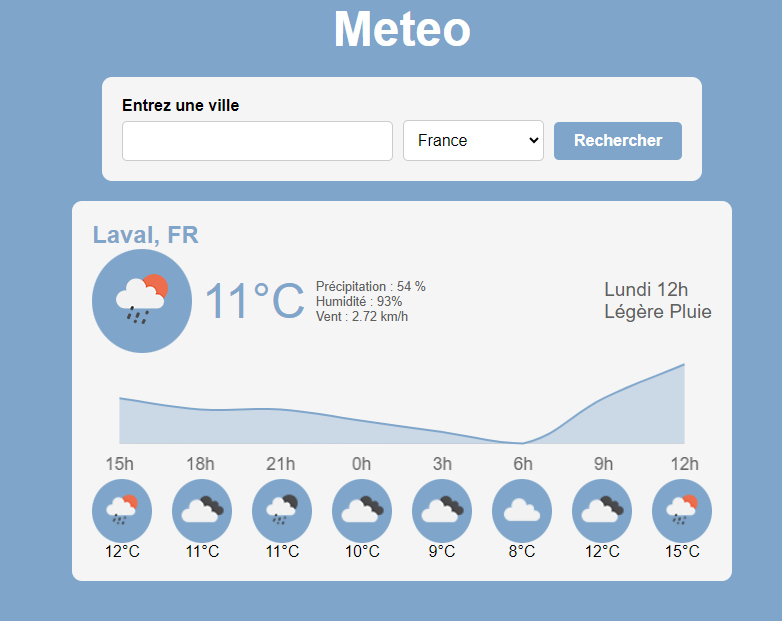 Meteo
Entrez une ville
France Rechercher
Laval, FR
11°C
Précipitation : 54 %
Humidité : 93%
Vent : 2.72 km/h
Lundi 12h
Légère Pluie
15h 18h 21h 0h 3h 6h 9h 12h
12°C 11°C 11°C 10°C 9°C 8°C 12°C 15°C